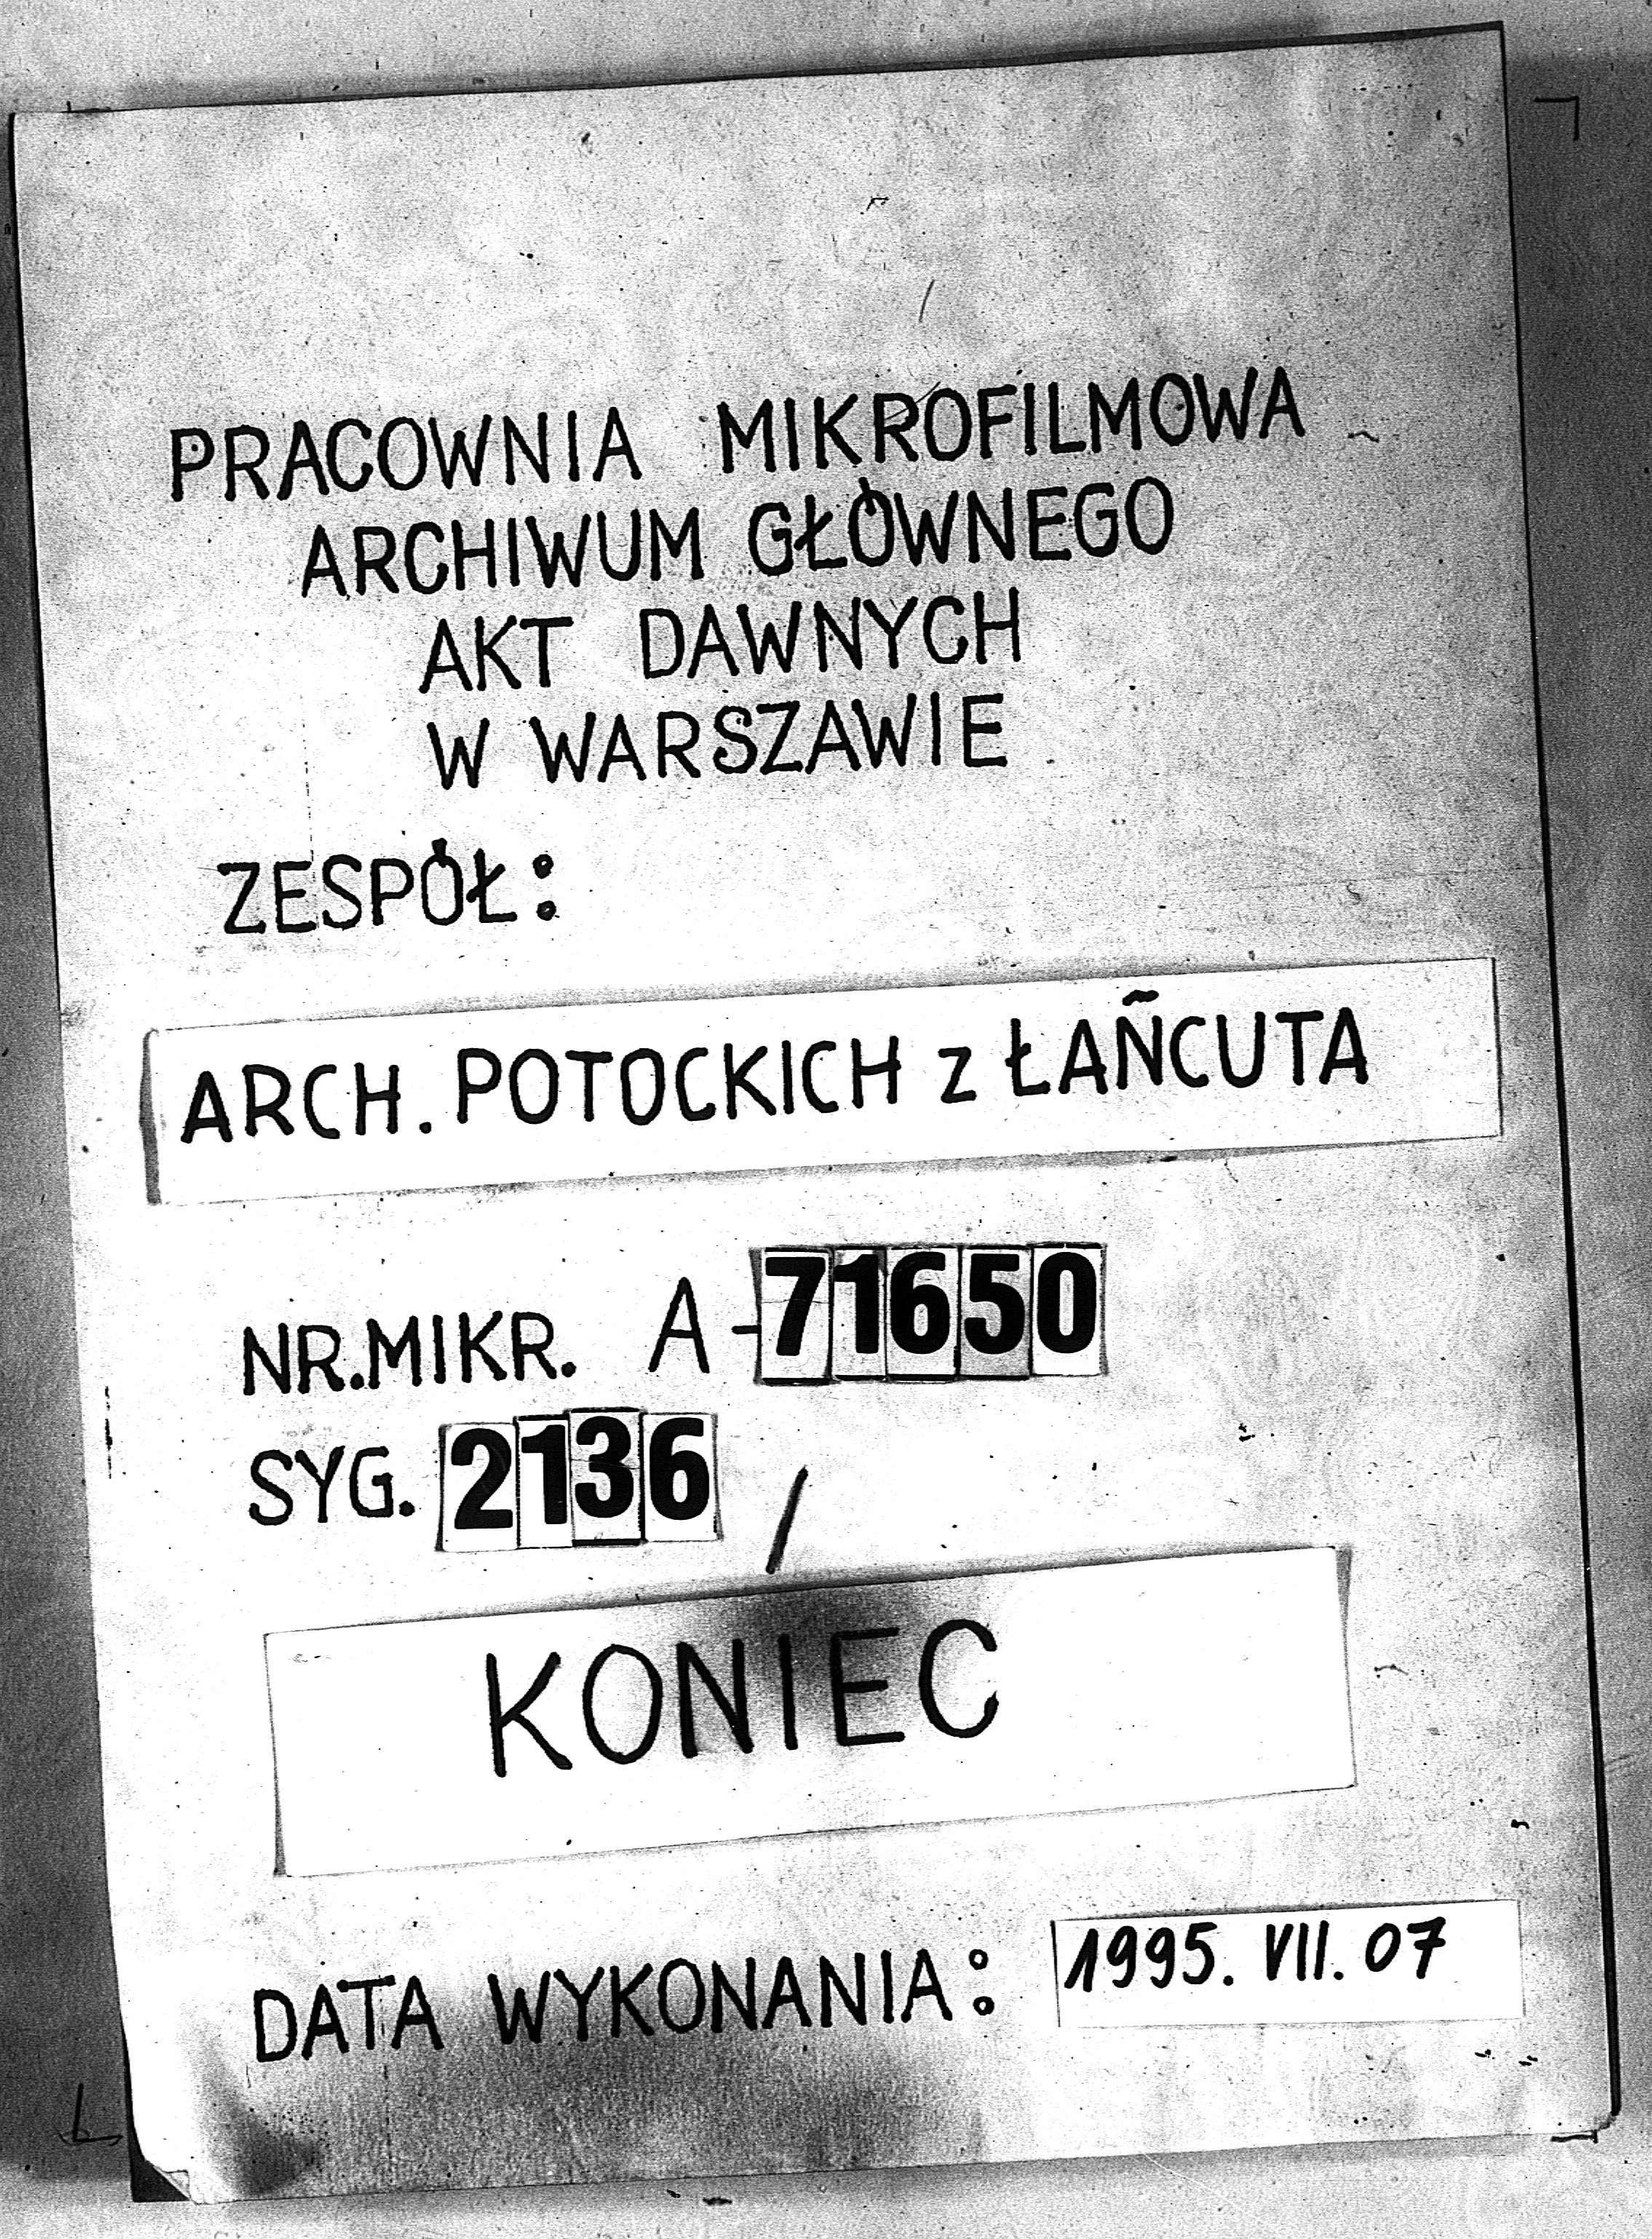 PRACOWNIA MIKROFILMOWA
ARCHIWUM GŁÓWNEGO
AKT DAWNYCH
W WARSZAWIE
ZESPÓŁ:
ARCH. POTOCKICH z ŁAŃCUTA
NR.MIKR. A-71650
SYG. 2136 /
KONIEC
DATA WYKONANIA: 1995. VII. 07